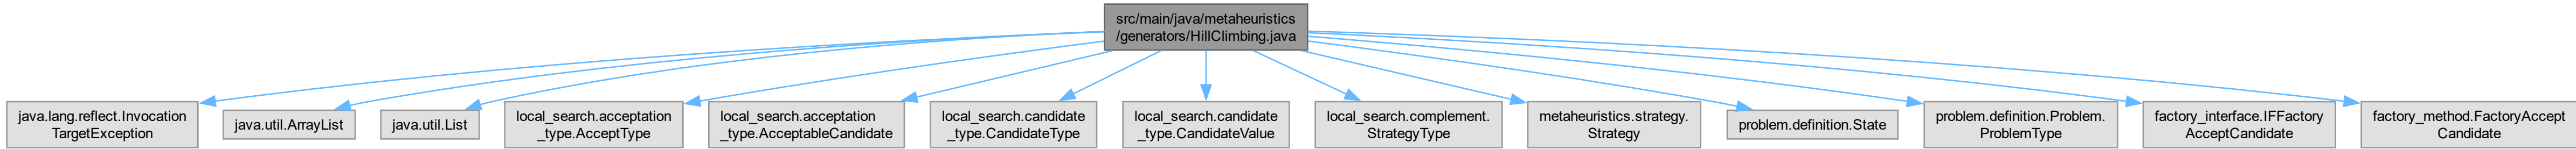 src/main/java/metaheuristics
/generators/HillClimbing.java
java.lang.reflect.Invocation
TargetException
java.util.ArrayList
java.util.List
local_search.acceptation
_type.AcceptType
local_search.acceptation
_type.AcceptableCandidate
local_search.candidate
_type.CandidateType
local_search.candidate
_type.CandidateValue
local_search.complement.
StrategyType
metaheuristics.strategy.
Strategy
problem.definition.State
problem.definition.Problem.
ProblemType
factory_interface.IFFactory
AcceptCandidate
factory_method.FactoryAccept
Candidate